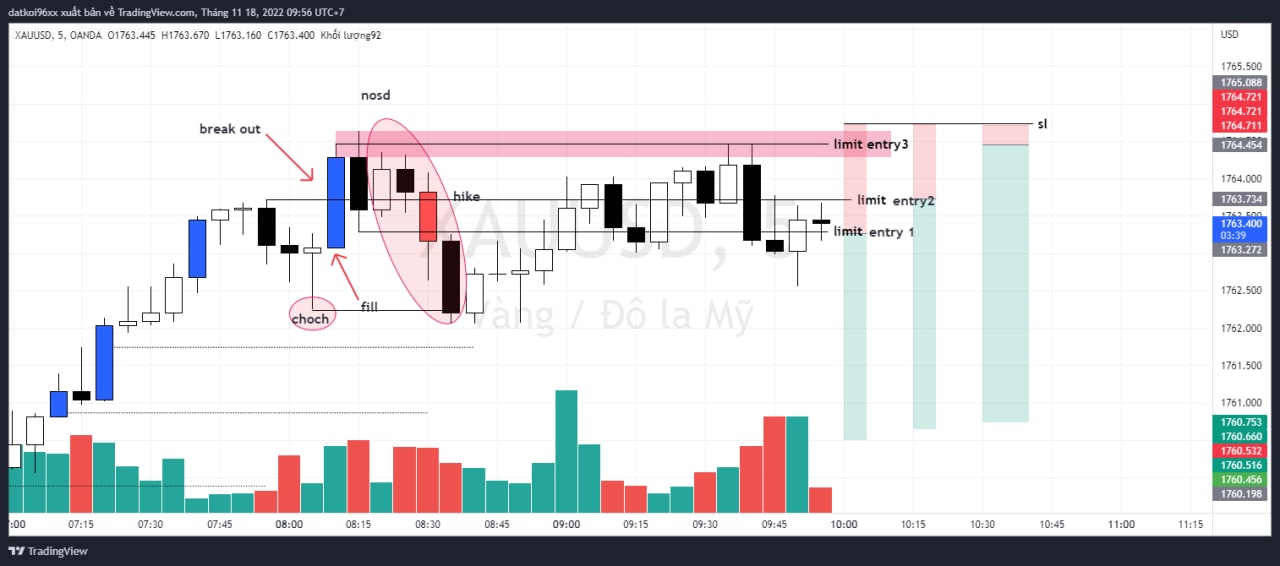 datkoi96xx xuất bản về TradingView.com, Tháng 11 18, 2022 09:56 UTC+7
XAUUSD, 5, OANDA O1763.445 H1763.670 L1763.160 C1763.400 Khối lượng92
USD
1765.500
1765.088
1764.721
1764.721
1764.711
1764.454
1764.000
1763.734
1763.500
1763.400
03:39
1763.272
1762.500
1762.000
1761.500
1761.000
1760.753
1760.660
1760.532
1760.516
1760.456
1760.198
nosd
break out
sl
limit entry3
hike
limit entry2
limit entry 1
XAUUSD, 5
Vàng / Đô la Mỹ
fill
choch
7:00
07:15
07:30
07:45
08:00
08:15
08:30
08:45
09:00
09:15
09:30
09:45
10:00
10:15
10:30
10:45
11:00
11:15
TradingView